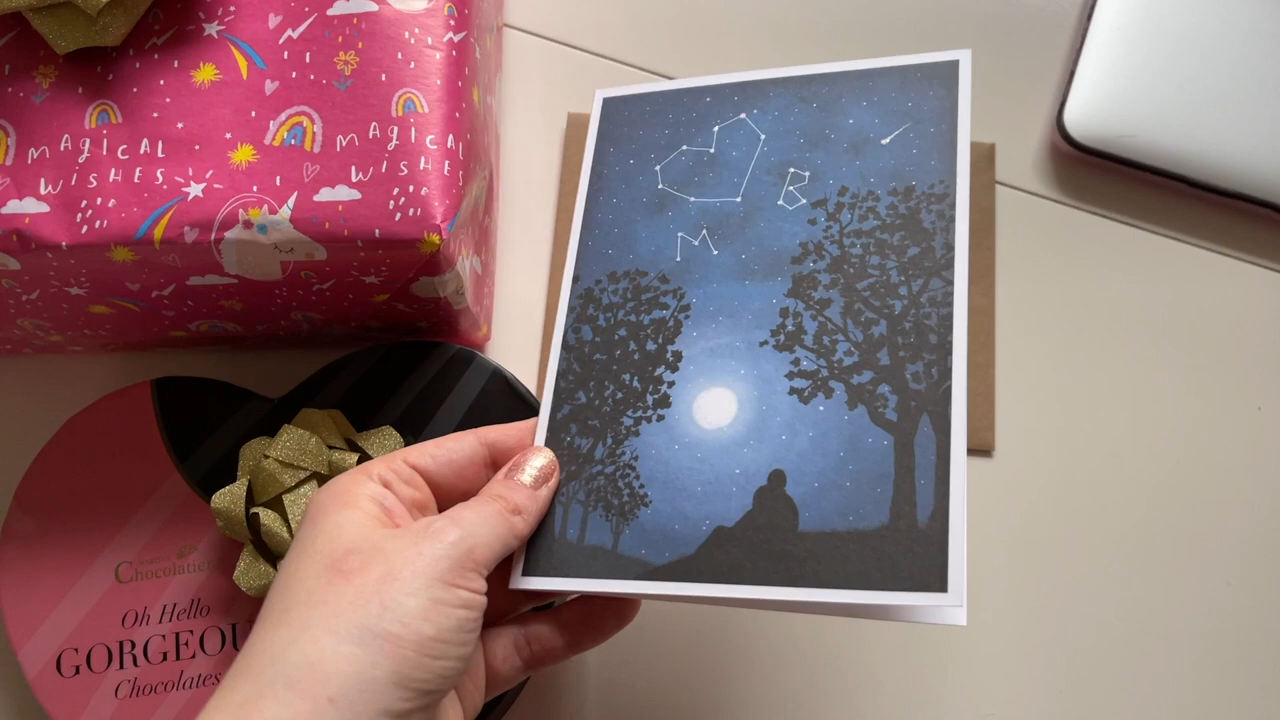 MAGICAL
WISHES
MAGICAL
WISHES
B
M
Chocolatier
Oh Hello
GORGEOU
Chocolates